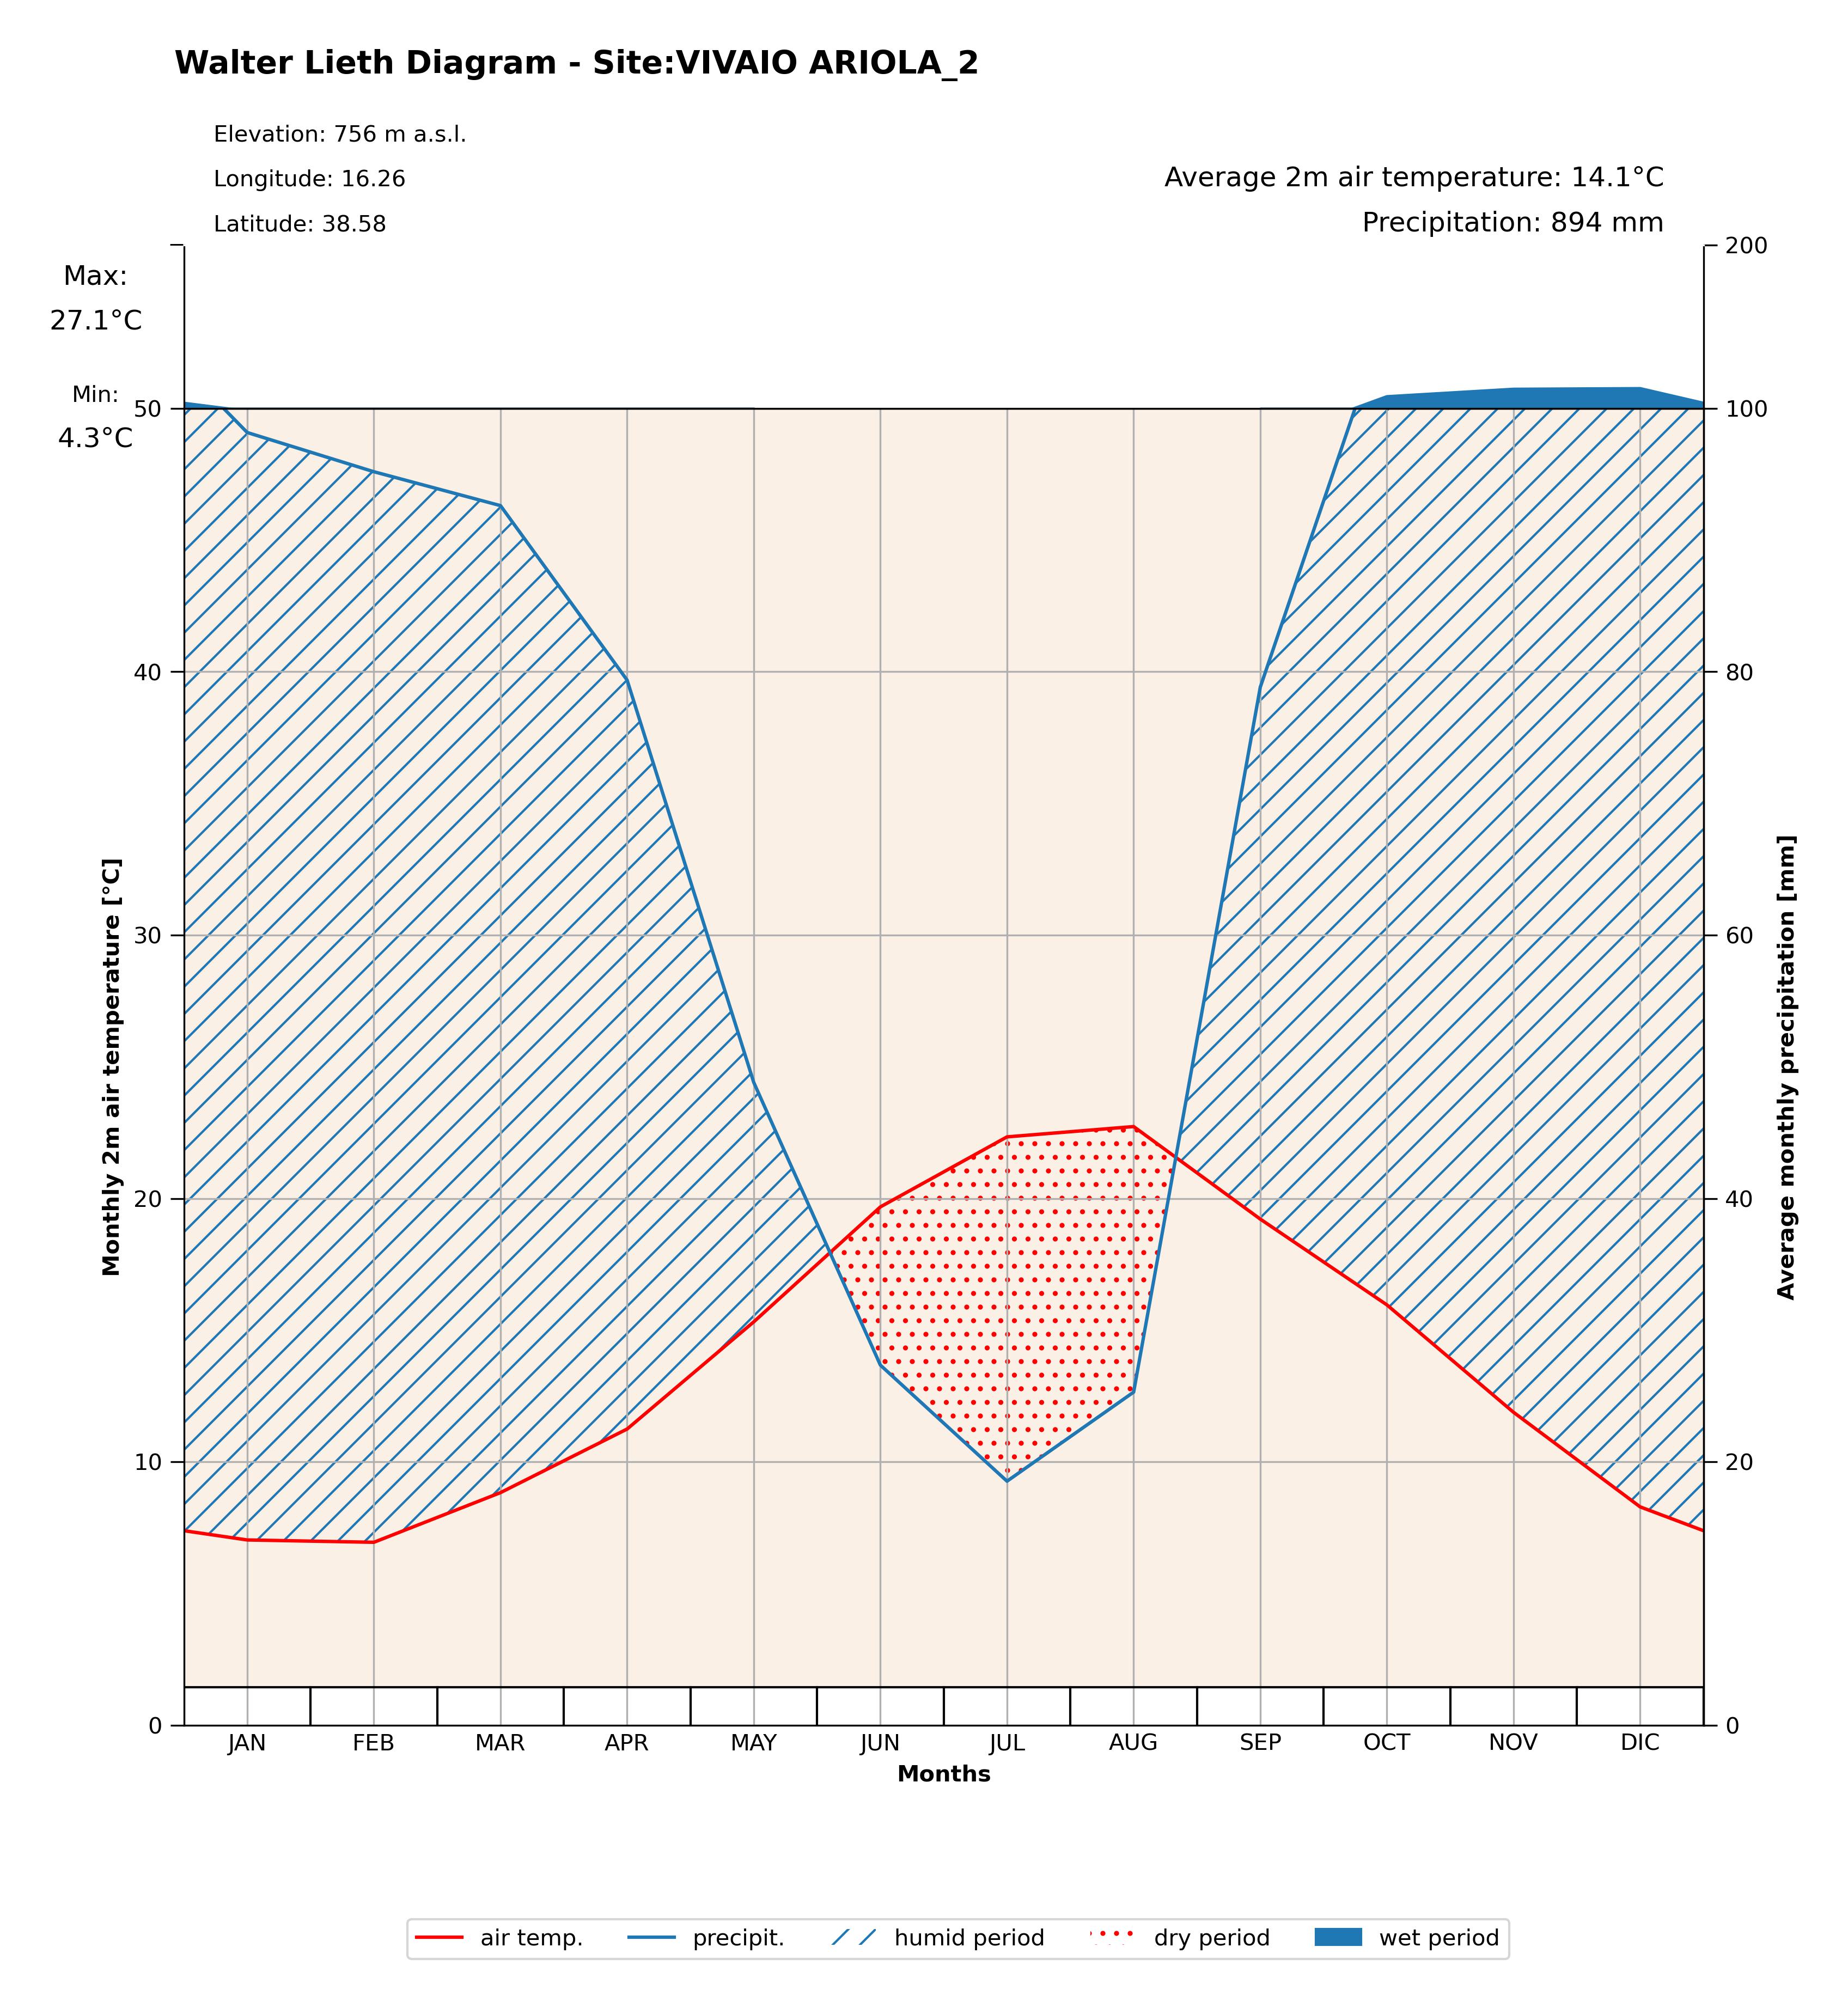 Walter Lieth Diagram - Site:VIVAIO ARIOLA_2
Elevation: 756 m a.s.l.
Longitude: 16.26
Latitude: 38.58
Average 2m air temperature: 14.1°C
Precipitation: 894 mm
Max:
27.1°C
Min:
4.3°C
50
40
30
20
10
0
200
100
80
60
40
20
0
Monthly 2m air temperature [°C]
Average monthly precipitation [mm]
JAN FEB MAR APR MAY JUN JUL AUG SEP OCT NOV DIC
Months
air temp. precipit. humid period dry period wet period